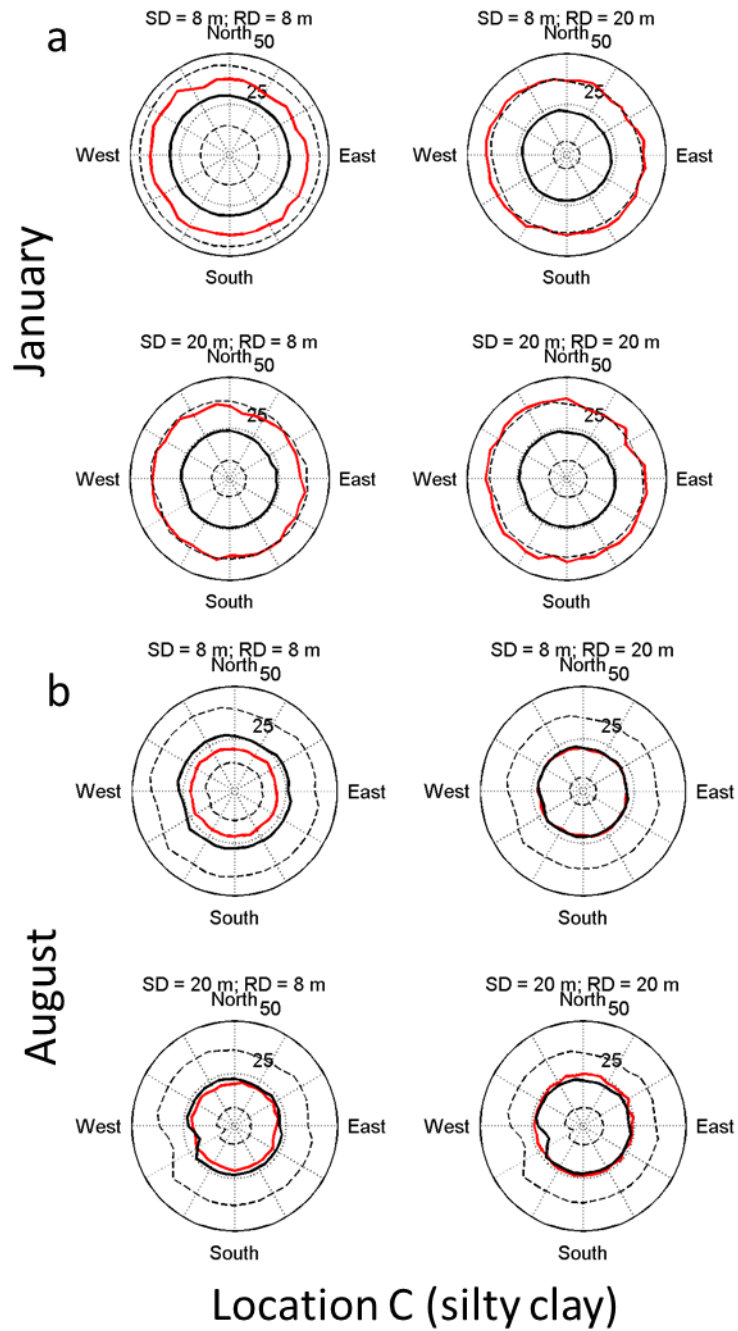 a
January
SD = 8 m; RD = 8 m
North 50
25
West
East
South
SD = 8 m; RD = 20 m
North 50
25
West
East
South
SD = 20 m; RD = 8 m
North 50
25
West
East
South
SD = 20 m; RD = 20 m
North 50
25
West
East
South
b
August
SD = 8 m; RD = 8 m
North 50
25
West
East
South
SD = 8 m; RD = 20 m
North 50
25
West
East
South
SD = 20 m; RD = 8 m
North 50
25
West
East
South
SD = 20 m; RD = 20 m
North 50
25
West
East
South
Location C (silty clay)